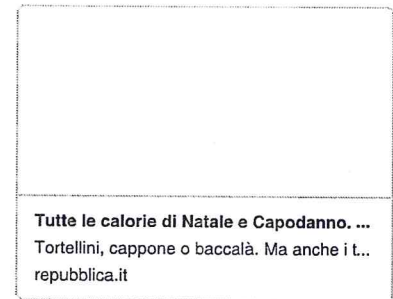 Tutte le calorie di Natale e Capodanno. ...
Tortellini, cappone o baccalà. Ma anche i t...
repubblica.it